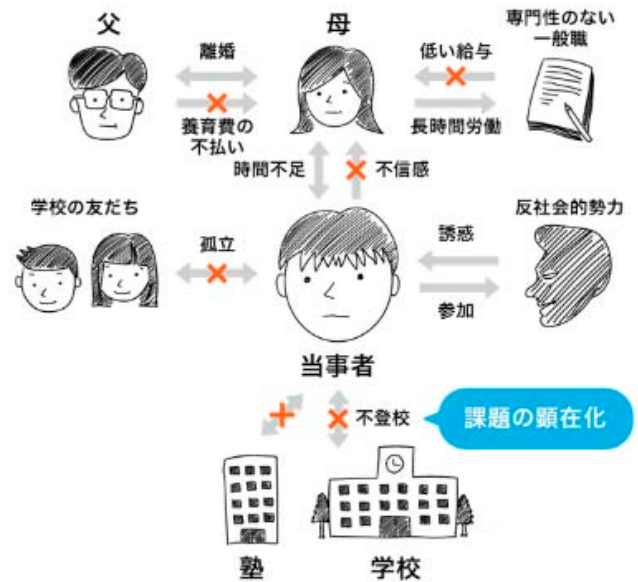 父
母
専門性のない
一般職
離婚
低い給与
養育費の
不払い
長時間労働
時間不足
不信感
学校の友だち
反社会的勢力
孤立
誘惑
参加
当事者
不登校
課題の顕在化
塾
学校